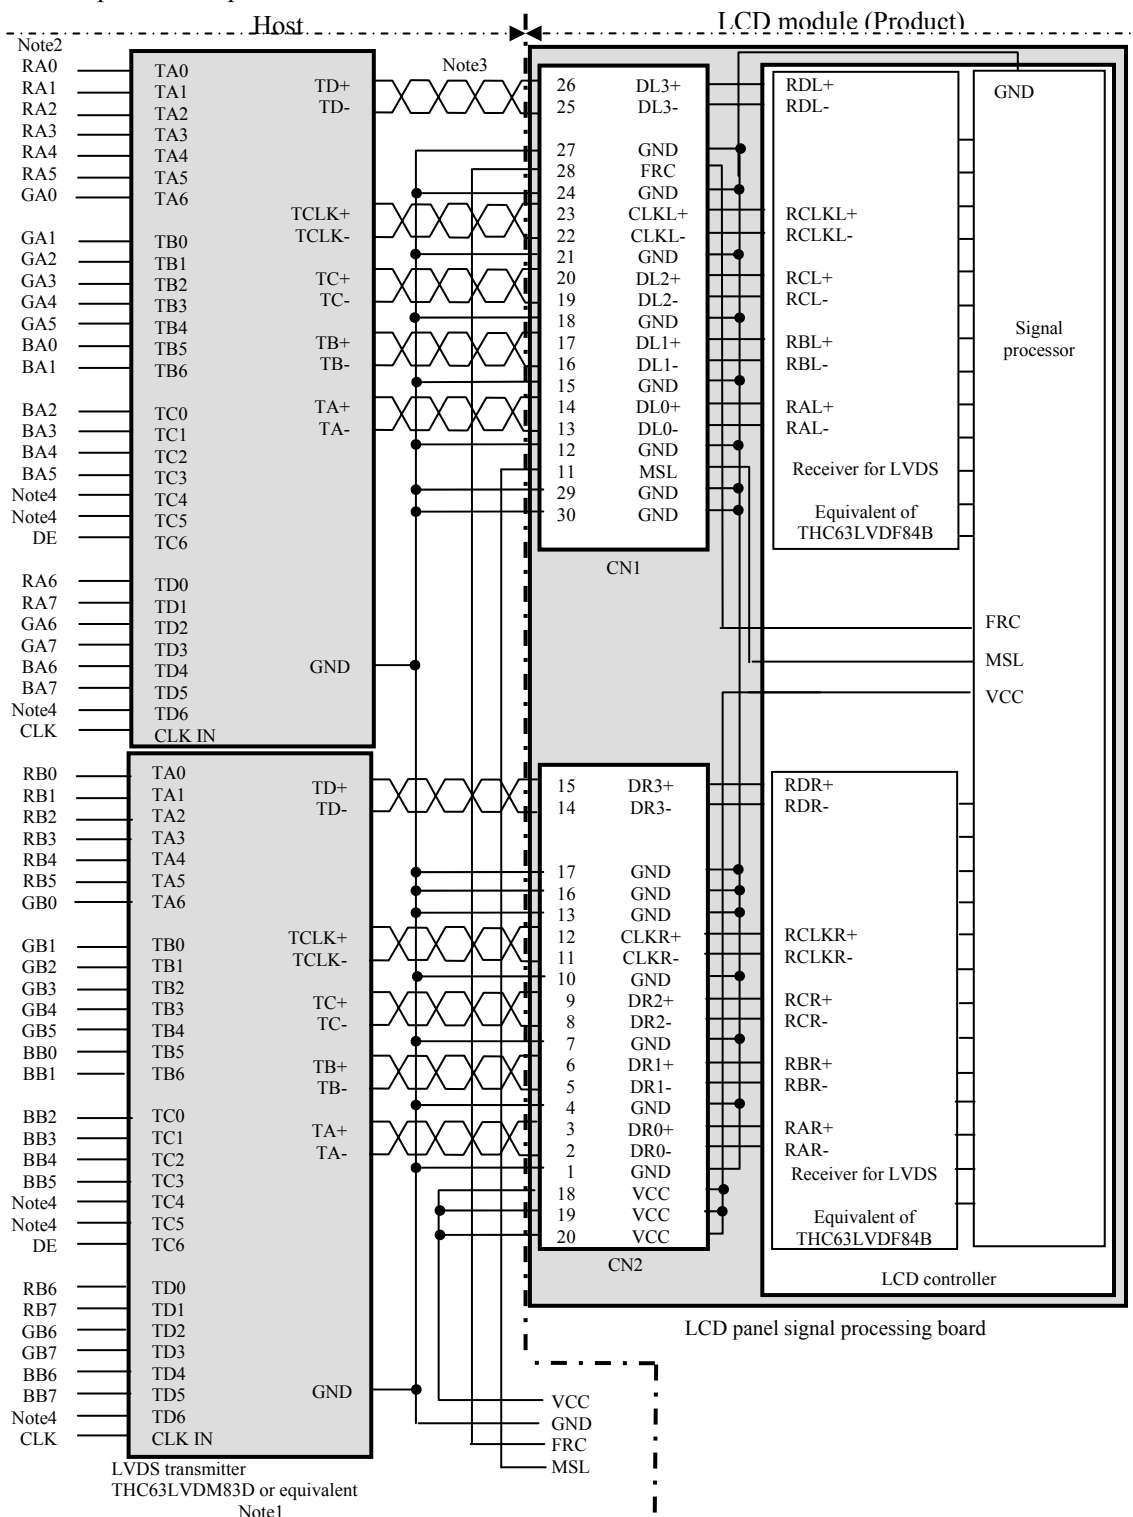 Host
LCD module (Product)
Note2
RA0
RA1
RA2
RA3
RA4
RA5
GA0
GA1
GA2
GA3
GA4
GA5
BA0
BA1
BA2
BA3
BA4
BA5
Note4
Note4
DE
RA6
RA7
GA6
GA7
BA6
BA7
Note4
CLK
TA0
TA1
TA2
TA3
TA4
TA5
TA6
TB0
TB1
TB2
TB3
TB4
TB5
TB6
TC0
TC1
TC2
TC3
TC4
TC5
TC6
TD0
TD1
TD2
TD3
TD4
TD5
TD6
CLK IN
TD+
TD-
TCLK+
TCLK-
TC+
TC-
TB+
TB-
TA+
TA-
GND
Note3
26 DL3+
25 DL3-
27 GND
28 FRC
24 GND
23 CLKL+
22 CLKL-
21 GND
20 DL2+
19 DL2-
18 GND
17 DL1+
16 DL1-
15 GND
14 DL0+
13 DL0-
12 GND
11 MSL
29 GND
30 GND
CN1
RDL+
RDL-
RCLKL+
RCLKL-
RCL+
RCL-
RBL+
RBL-
RAL+
RAL-
Receiver for LVDS
Equivalent of
THC63LVDF84B
GND
Signal
processor
FRC
MSL
VCC
RB0
RB1
RB2
RB3
RB4
RB5
GB0
GB1
GB2
GB3
GB4
GB5
BB0
BB1
BB2
BB3
BB4
BB5
Note4
Note4
DE
RB6
RB7
GB6
GB7
BB6
BB7
Note4
CLK
TA0
TA1
TA2
TA3
TA4
TA5
TA6
TB0
TB1
TB2
TB3
TB4
TB5
TB6
TC0
TC1
TC2
TC3
TC4
TC5
TC6
TD0
TD1
TD2
TD3
TD4
TD5
TD6
CLK IN
TD+
TD-
TCLK+
TCLK-
TC+
TC-
TB+
TB-
TA+
TA-
GND
15 DR3+
14 DR3-
17 GND
16 GND
13 GND
12 CLKR+
11 CLKR-
10 GND
9 DR2+
8 DR2-
7 GND
6 DR1+
5 DR1-
4 GND
3 DR0+
2 DR0-
1 GND
18 VCC
19 VCC
20 VCC
CN2
RDR+
RDR-
RCLKR+
RCLKR-
RCR+
RCR-
RBR+
RBR-
RAR+
RAR-
Receiver for LVDS
Equivalent of
THC63LVDF84B
LCD controller
LCD panel signal processing board
VCC
GND
FRC
MSL
LVDS transmitter
THC63LVDM83D or equivalent
Note1